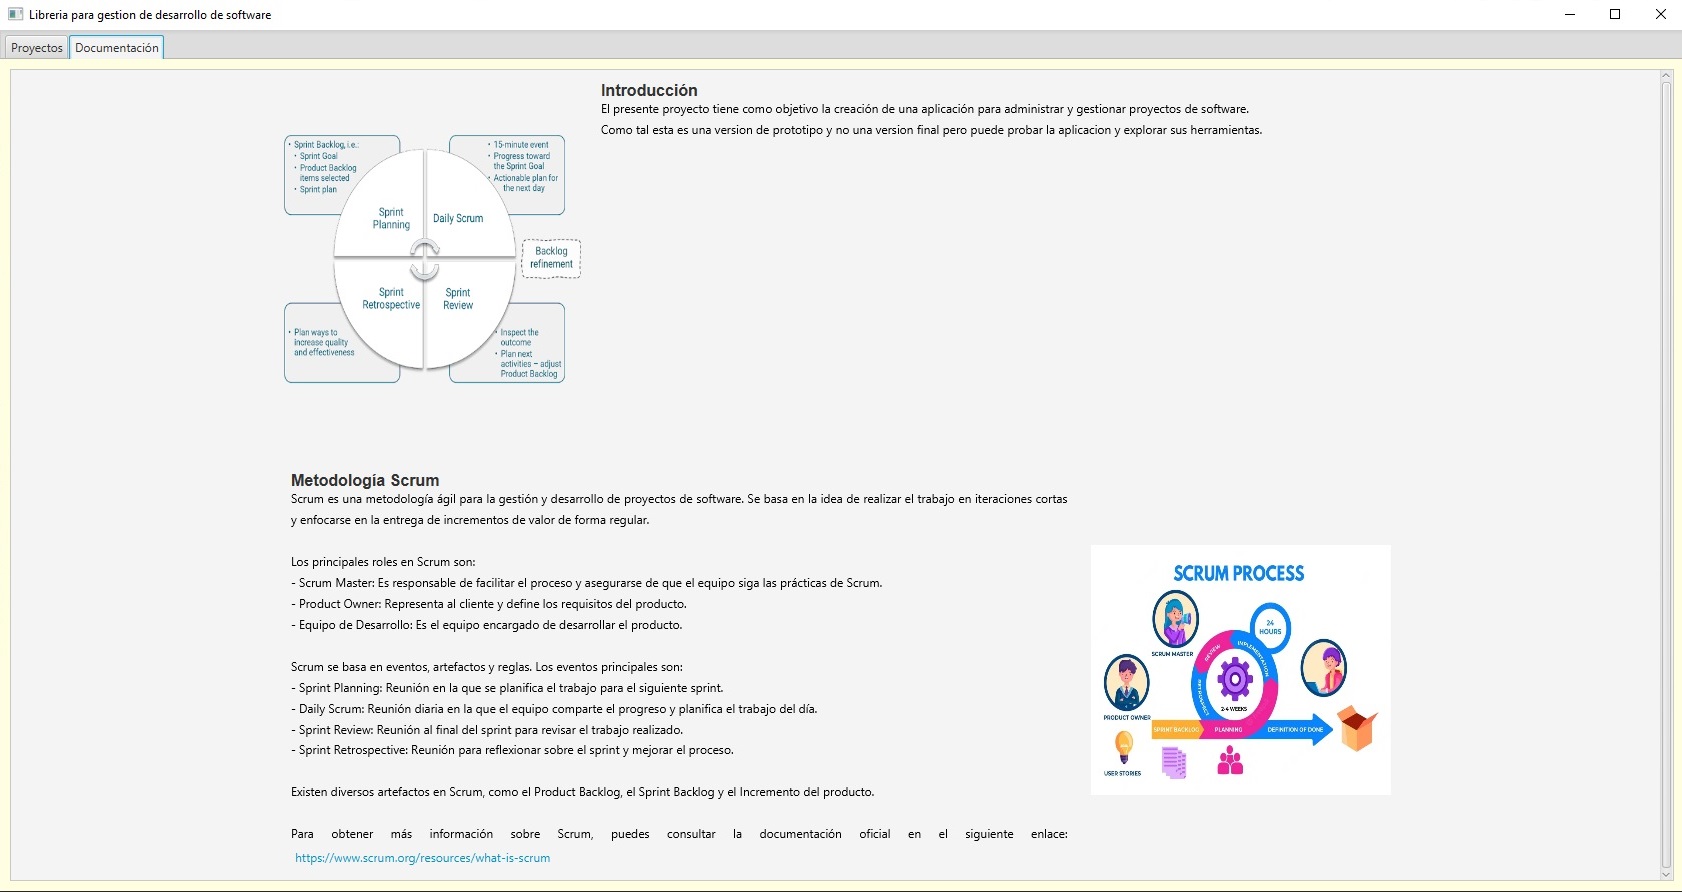 Libreria para gestion de desarrollo de software
Proyectos
Documentación
Introducción
El presente proyecto tiene como objetivo la creación de una aplicación para administrar y gestionar proyectos de software.
Como tal esta es una version de prototipo y no una version final pero puede probar la aplicacion y explorar sus herramientas.
• Sprint Backlog, i.e.:
• Sprint Goal
• Product Backlog
items selected
• Sprint plan
• 15-minute event
• Progress toward
the Sprint Goal
• Actionable plan for
the next day
Sprint
Planning
Daily Scrum
Backlog
refinement
Sprint
Retrospective
Sprint
Review
• Plan ways to
increase quality
and effectiveness
• Inspect the
outcome
• Plan next
activities – adjust
Product Backlog
Metodología Scrum
Scrum es una metodología ágil para la gestión y desarrollo de proyectos de software. Se basa en la idea de realizar el trabajo en iteraciones cortas
y enfocarse en la entrega de incrementos de valor de forma regular.
Los principales roles en Scrum son:
- Scrum Master: Es responsable de facilitar el proceso y asegurarse de que el equipo siga las prácticas de Scrum.
- Product Owner: Representa al cliente y define los requisitos del producto.
- Equipo de Desarrollo: Es el equipo encargado de desarrollar el producto.
Scrum se basa en eventos, artefactos y reglas. Los eventos principales son:
- Sprint Planning: Reunión en la que se planifica el trabajo para el siguiente sprint.
- Daily Scrum: Reunión diaria en la que el equipo comparte el progreso y planifica el trabajo del día.
- Sprint Review: Reunión al final del sprint para revisar el trabajo realizado.
- Sprint Retrospective: Reunión para reflexionar sobre el sprint y mejorar el proceso.
Existen diversos artefactos en Scrum, como el Product Backlog, el Sprint Backlog y el Incremento del producto.
Para obtener más información sobre Scrum, puedes consultar la documentación oficial en el siguiente enlace:
https://www.scrum.org/resources/what-is-scrum
SCRUM PROCESS
24
HOURS
SCRUM MASTER
REVIEW
IMPLEMENTATION
RETROSPECT
2-4 WEEKS
PRODUCT OWNER
SPRINT BACKLOG
PLANNING
DEFINITION OF DONE
USER STORIES